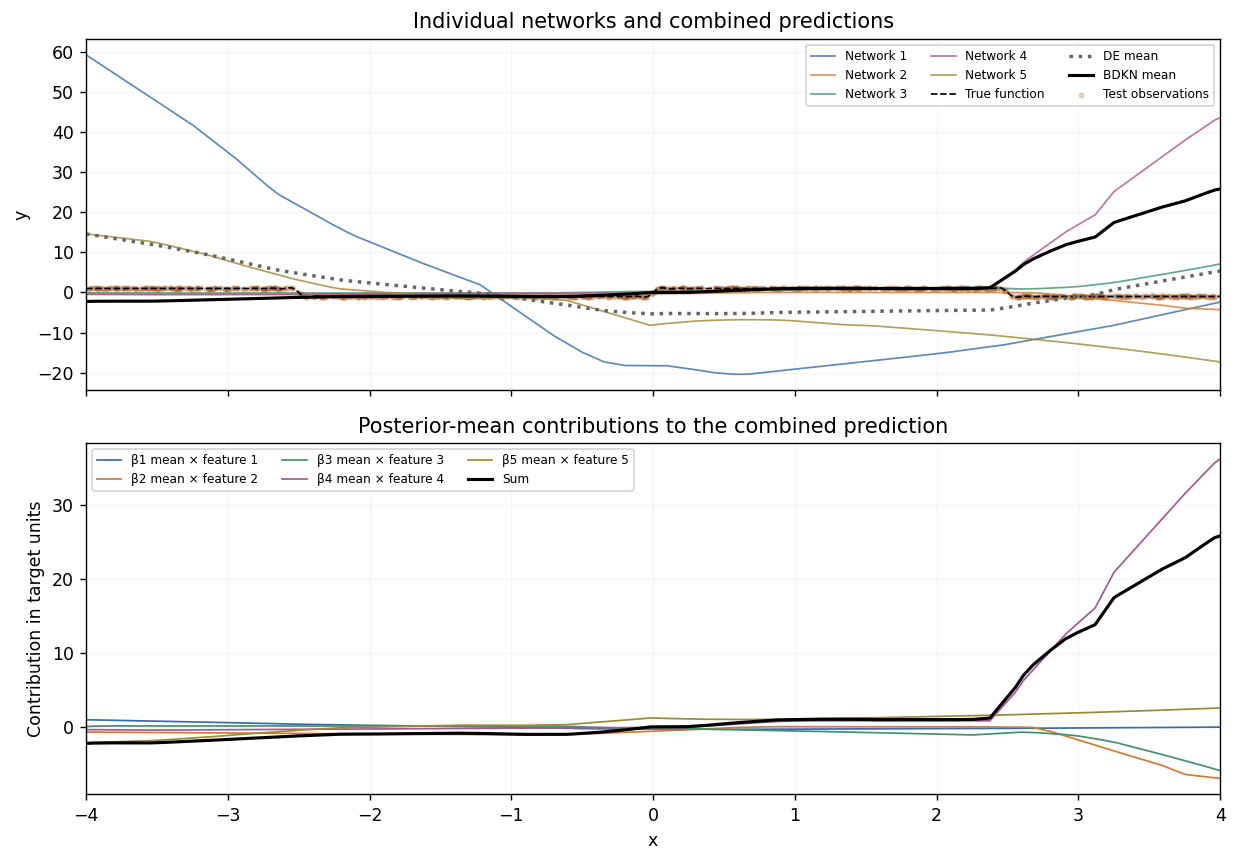 Individual networks and combined predictions
60
50
40
30
20
10
0
−10
−20
y
Network 1
Network 2
Network 3
Network 4
Network 5
True function
DE mean
BDKN mean
Test observations
Posterior-mean contributions to the combined prediction
30
20
10
0
Contribution in target units
β1 mean × feature 1
β2 mean × feature 2
β3 mean × feature 3
β4 mean × feature 4
β5 mean × feature 5
Sum
−4 −3 −2 −1 0 1 2 3 4
x